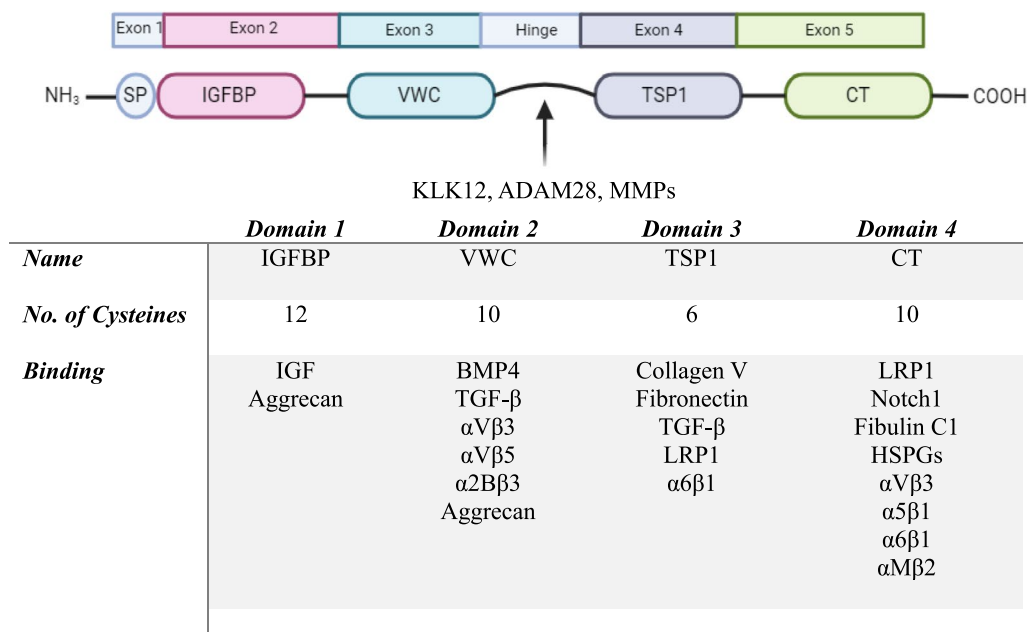 Exon 1 Exon 2 Exon 3 Hinge Exon 4 Exon 5
NH₃ SP IGFBP VWC TSP1 CT COOH
KLK12, ADAM28, MMPs
Domain 1 Domain 2 Domain 3 Domain 4
Name IGFBP VWC TSP1 CT
No. of Cysteines 12 10 6 10
Binding IGF BMP4 Collagen V LRP1
Aggrecan TGF-β Fibronectin Notch1
αVβ3 TGF-β Fibulin C1
αVβ5 LRP1 HSPGs
α2Bβ3 α6β1 αVβ3
Aggrecan α5β1
α6β1
αMβ2